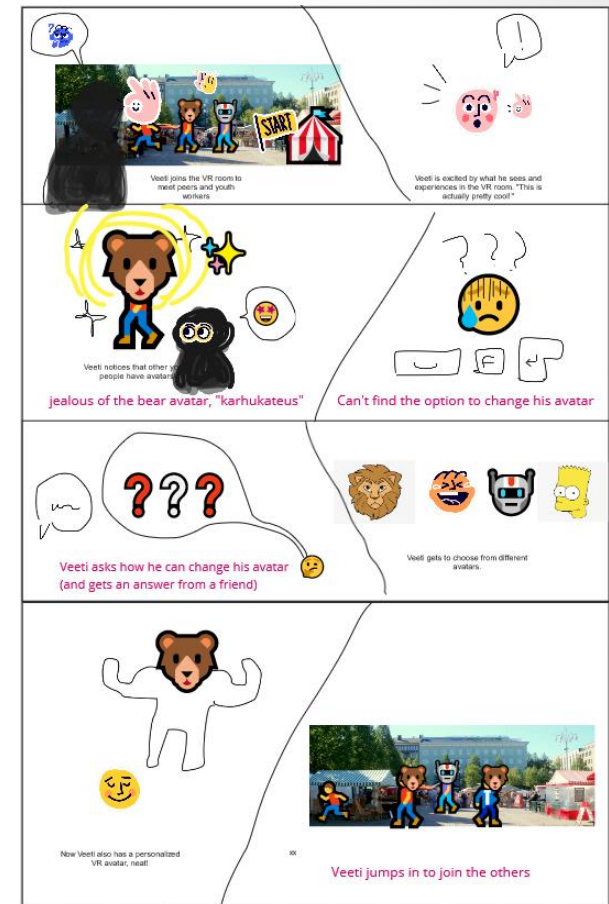 ?
START
Veeti joins the VR room to
meet peers and youth
workers
!
Veeti is excited by what he sees and
experiences in the VR room. "This is
actually pretty cool!"
Veeti notices that other yo
people have avatars
jealous of the bear avatar, "karhukateus"
???
F
Can't find the option to change his avatar
???
Veeti asks how he can change his avatar
(and gets an answer from a friend)
Veeti gets to choose from different
avatars.
Now Veeti also has a personalized
VR avatar, neat!
xx
Veeti jumps in to join the others